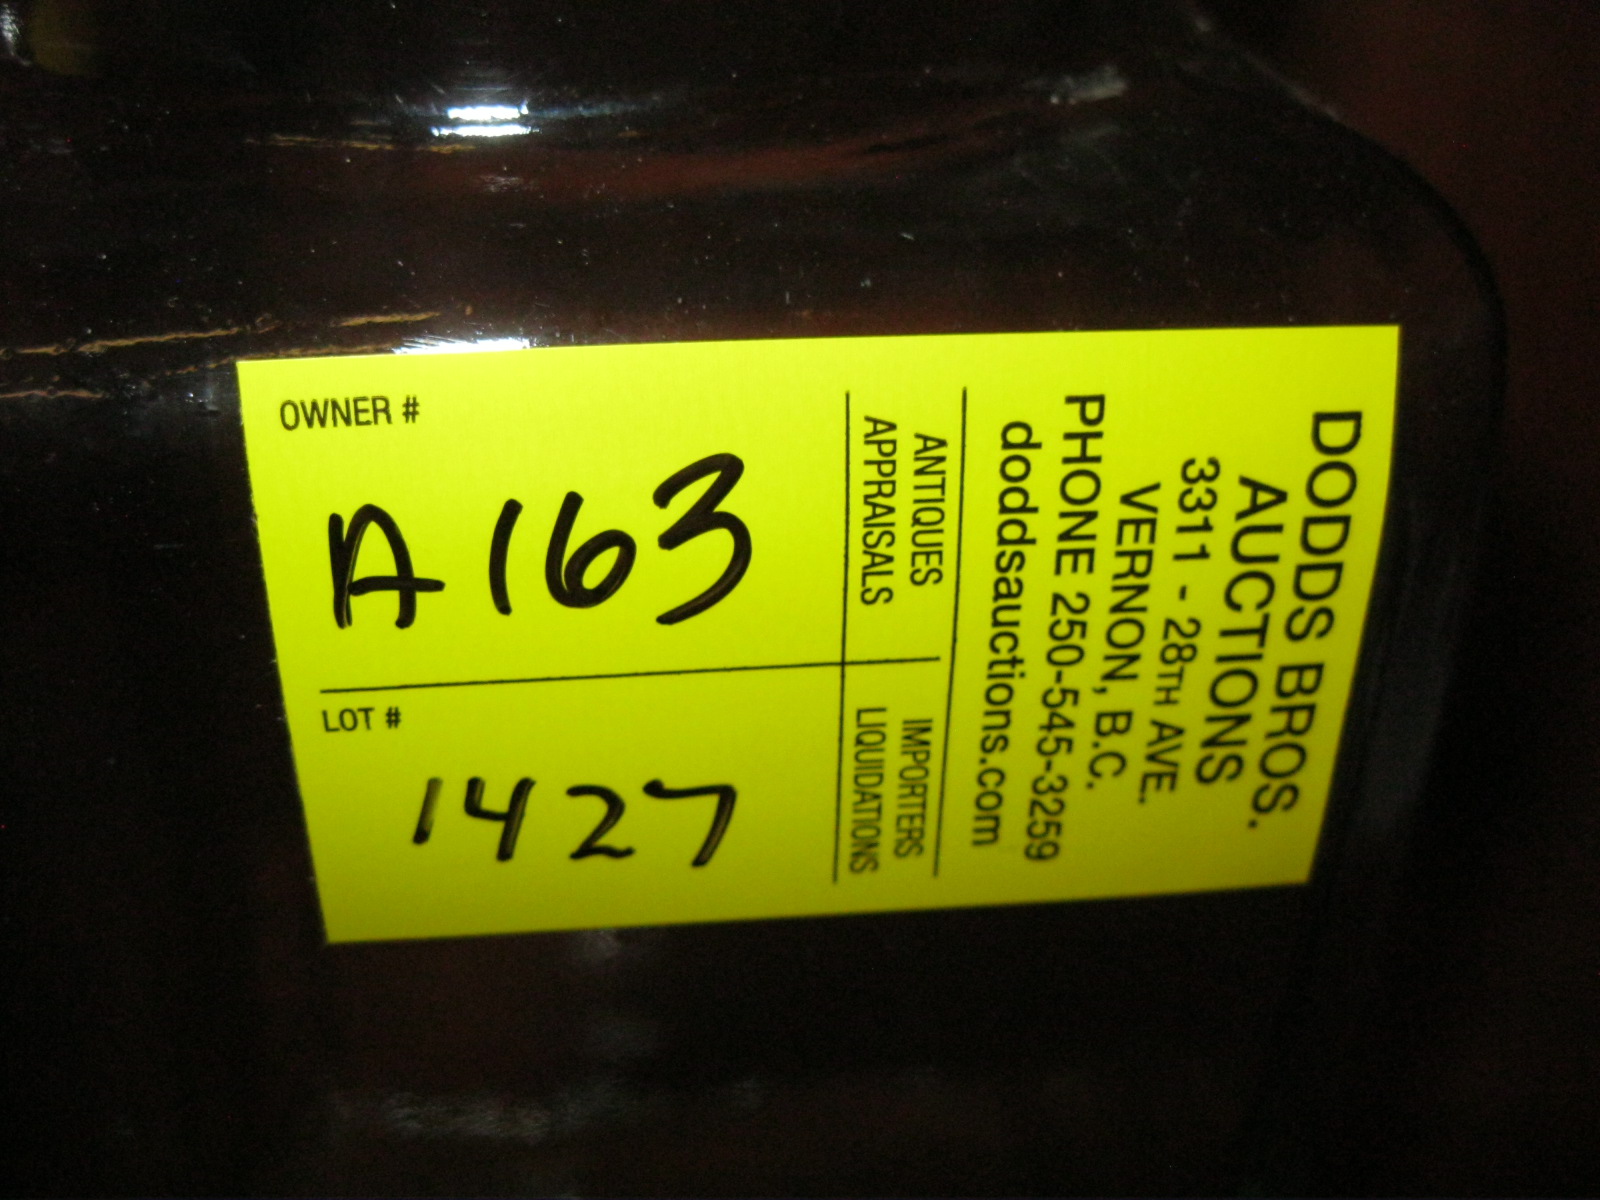 DODDS BROS.
AUCTIONS
3311 - 28TH AVE.
VERNON, B.C.
PHONE 250-545-3259
doddsauctions.com
ANTIQUES
APPRAISALS
IMPORTERS
LIQUIDATIONS
OWNER #
A163
LOT #
1427